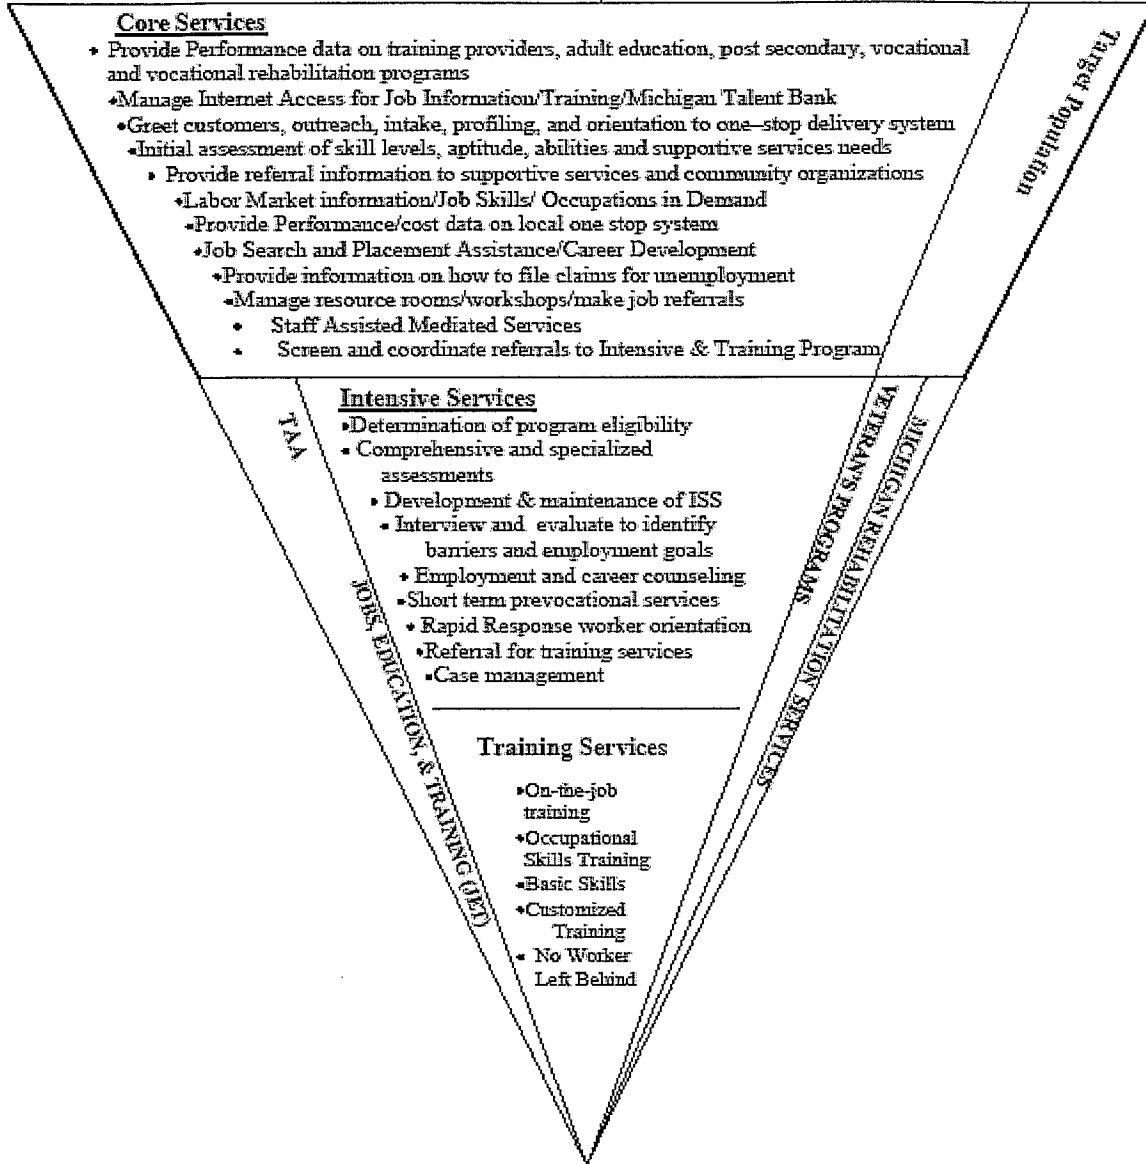 Core Services
• Provide Performance data on training providers, adult education, post secondary, vocational
and vocational rehabilitation programs
•Manage Internet Access for Job Information/Training/Michigan Talent Bank
•Greet customers, outreach, intake, profiling, and orientation to one–stop delivery system
•Initial assessment of skill levels, aptitude, abilities and supportive services needs
• Provide referral information to supportive services and community organizations
•Labor Market information/Job Skills/ Occupations in Demand
•Provide Performance/cost data on local one stop system
•Job Search and Placement Assistance/Career Development
•Provide information on how to file claims for unemployment
•Manage resource rooms/workshops/make job referrals
• Staff Assisted Mediated Services
• Screen and coordinate referrals to Intensive & Training Program
Target Population
TAA
JOBS, EDUCATION, & TRAINING (JET)
Intensive Services
•Determination of program eligibility
• Comprehensive and specialized
assessments
• Development & maintenance of ISS
• Interview and evaluate to identify
barriers and employment goals
• Employment and career counseling
•Short term prevocational services
• Rapid Response worker orientation
•Referral for training services
•Case management
VETERAN'S PROGRAMS
MICHIGAN REHABILITATION SERVICES
Training Services
•On-the-job
training
•Occupational
Skills Training
•Basic Skills
•Customized
Training
• No Worker
Left Behind